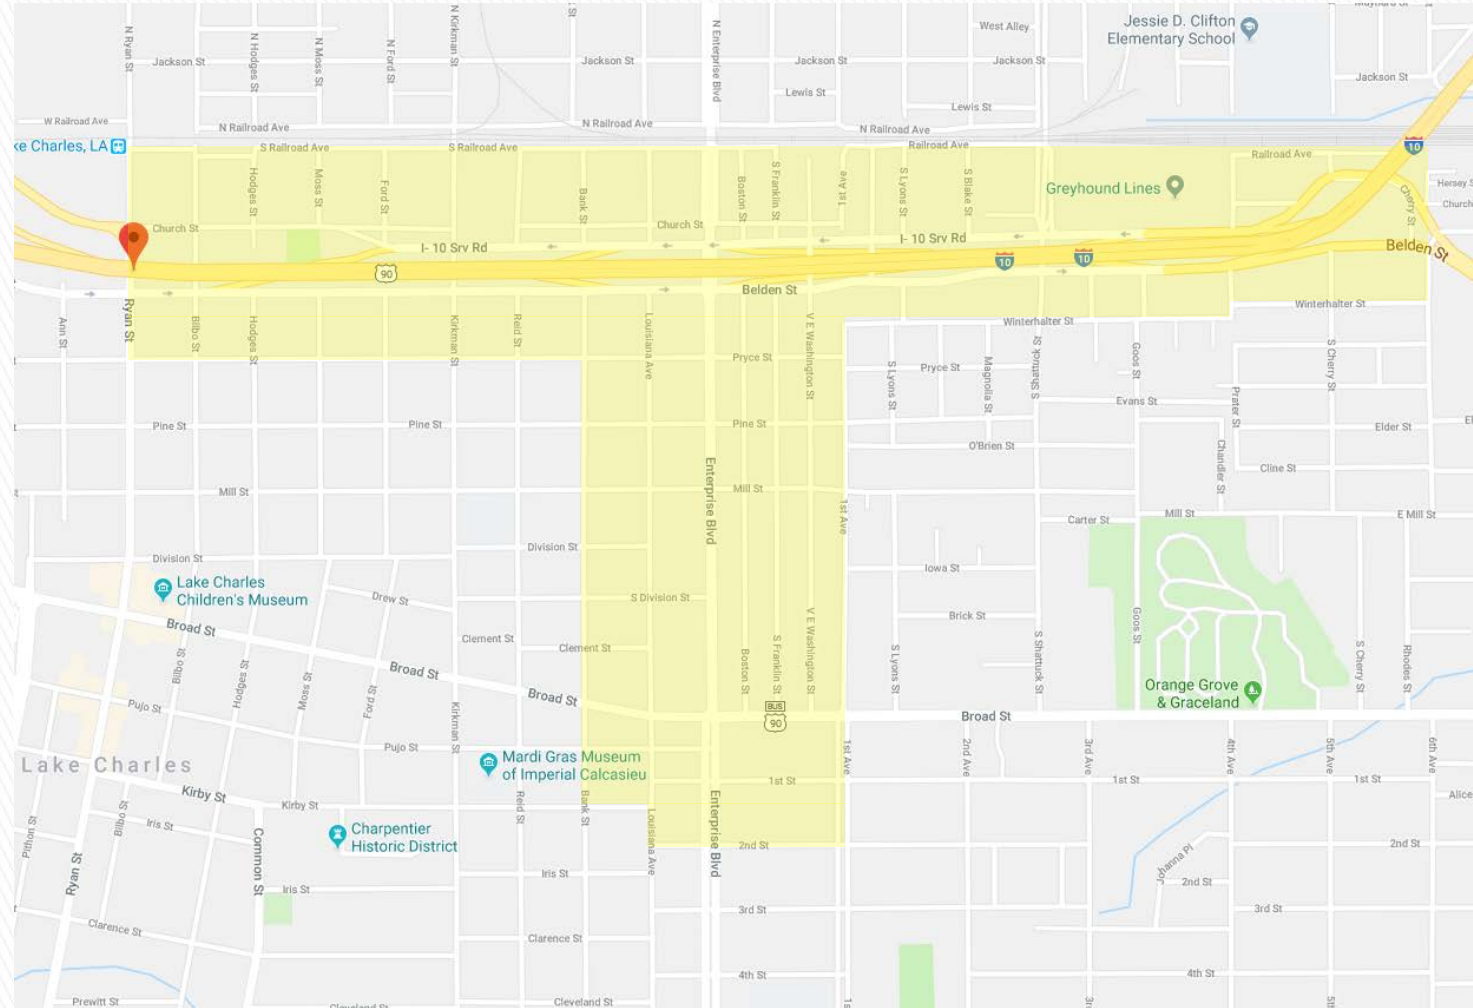 West Alley
Jessie D. Clifton
Elementary School
N Ryan St
N Hodges St
N Moss St
N Ford St
N Kirkman St
St
N Enterprise Blvd
Jackson St
Jackson St
Jackson St
Jackson St
Jackson St
Lewis St
Lewis St
W Railroad Ave
N Railroad Ave
N Railroad Ave
N Railroad Ave
ke Charles, LA
S Railroad Ave
S Railroad Ave
Railroad Ave
Railroad Ave
10
Hodges St
Moss St
Ford St
Bank St
Boston St
S Franklin St
1st Ave
S Lyons St
S Blake St
Greyhound Lines
Cherry St
Hersey S
Church
Church St
Church St
I- 10 Srv Rd
I- 10 Srv Rd
Belden St
90
10
10
Belden St
Winterhalter St
Winterhalter St
Ann St
Ryan St
Bilbo St
Hodges St
Kirkman St
Reid St
Louisiana Ave
V E Washington St
Pryce St
Pryce St
S Lyons St
Magnolia St
S Shattuck St
Goos St
S Cherry St
Evans St
Prater St
Pine St
Pine St
Pine St
Elder St
El
O'Brien St
Chandler St
Cline St
Enterprise Blvd
Mill St
Mill St
1st Ave
Carter St
Mill St
E Mill St
Division St
Division St
Iowa St
Lake Charles
Children's Museum
Drew St
S Division St
Brick St
Goos St
Broad St
Clement St
Clement St
Bilbo St
Hodges St
Moss St
Ford St
Broad St
Broad St
Kirkman St
Boston St
S Franklin St
V E Washington St
S Lyons St
S Shattuck St
S Cherry St
Rhodes St
Orange Grove
& Graceland
BUS
90
Broad St
Pujo St
Pujo St
Lake Charles
Mardi Gras Museum
of Imperial Calcasieu
1st Ave
2nd Ave
3rd Ave
4th Ave
5th Ave
6th Ave
1st St
1st St
1st St
Alice
Kirby St
Kirby St
Reid St
Bank St
Louisiana Ave
Enterprise Blvd
Pithon St
Bilbo St
Iris St
Common St
Charpentier
Historic District
2nd St
2nd St
Johanna Pl
Ryan St
Iris St
Iris St
2nd St
3rd St
3rd St
Clarence St
Clarence St
4th St
4th St
Prewitt St
Cleveland St
Cleveland St